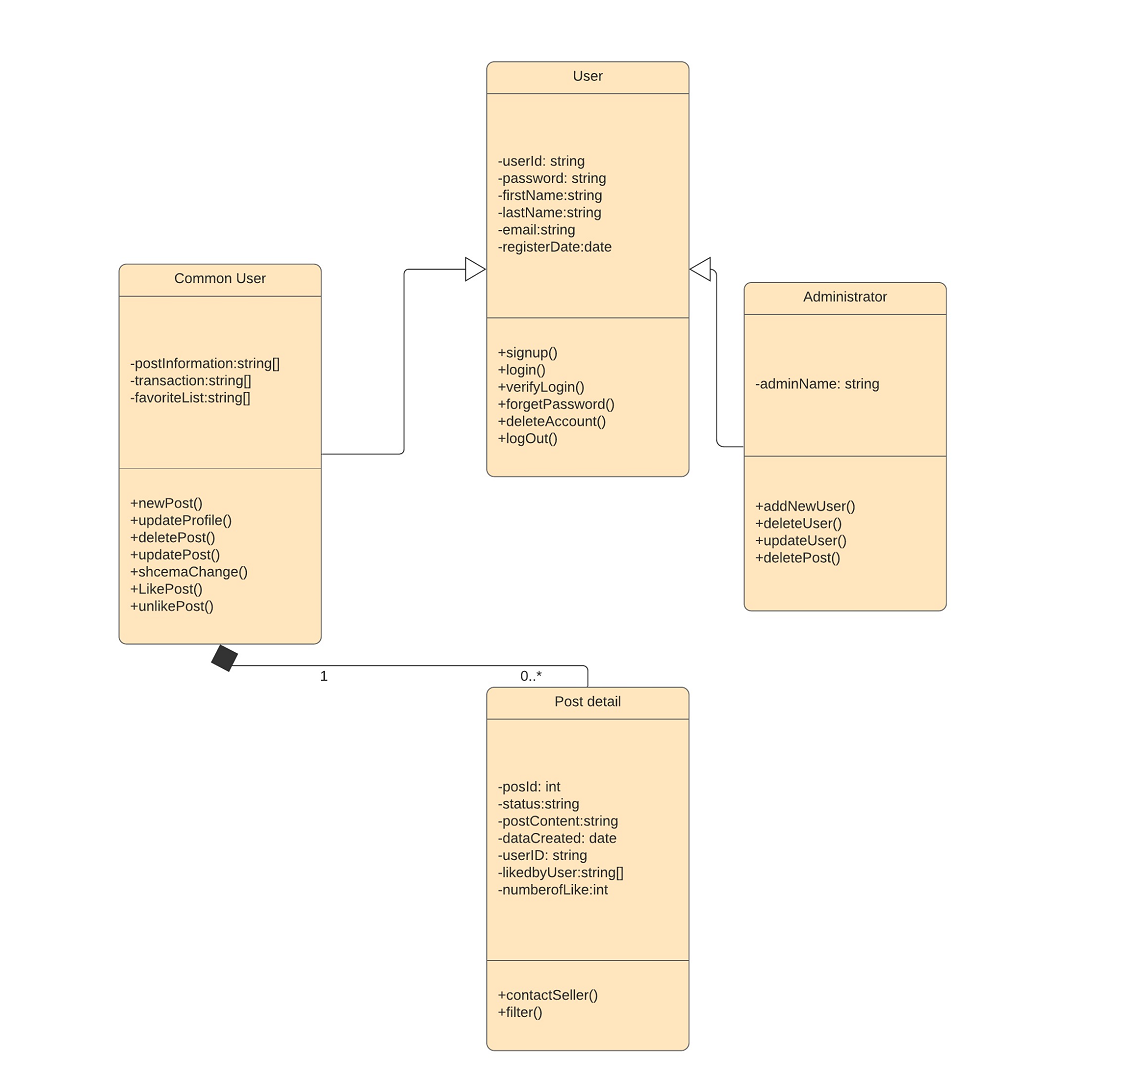 User
-userId: string
-password: string
-firstName:string
-lastName:string
-email:string
-registerDate:date
+signup()
+login()
+verifyLogin()
+forgetPassword()
+deleteAccount()
+logOut()
Common User
-postInformation:string[]
-transaction:string[]
-favoriteList:string[]
+newPost()
+updateProfile()
+deletePost()
+updatePost()
+shcemaChange()
+LikePost()
+unlikePost()
Administrator
-adminName: string
+addNewUser()
+deleteUser()
+updateUser()
+deletePost()
1
0..*
Post detail
-posId: int
-status:string
-postContent:string
-dataCreated: date
-userID: string
-likedbyUser:string[]
-numberofLike:int
+contactSeller()
+filter()